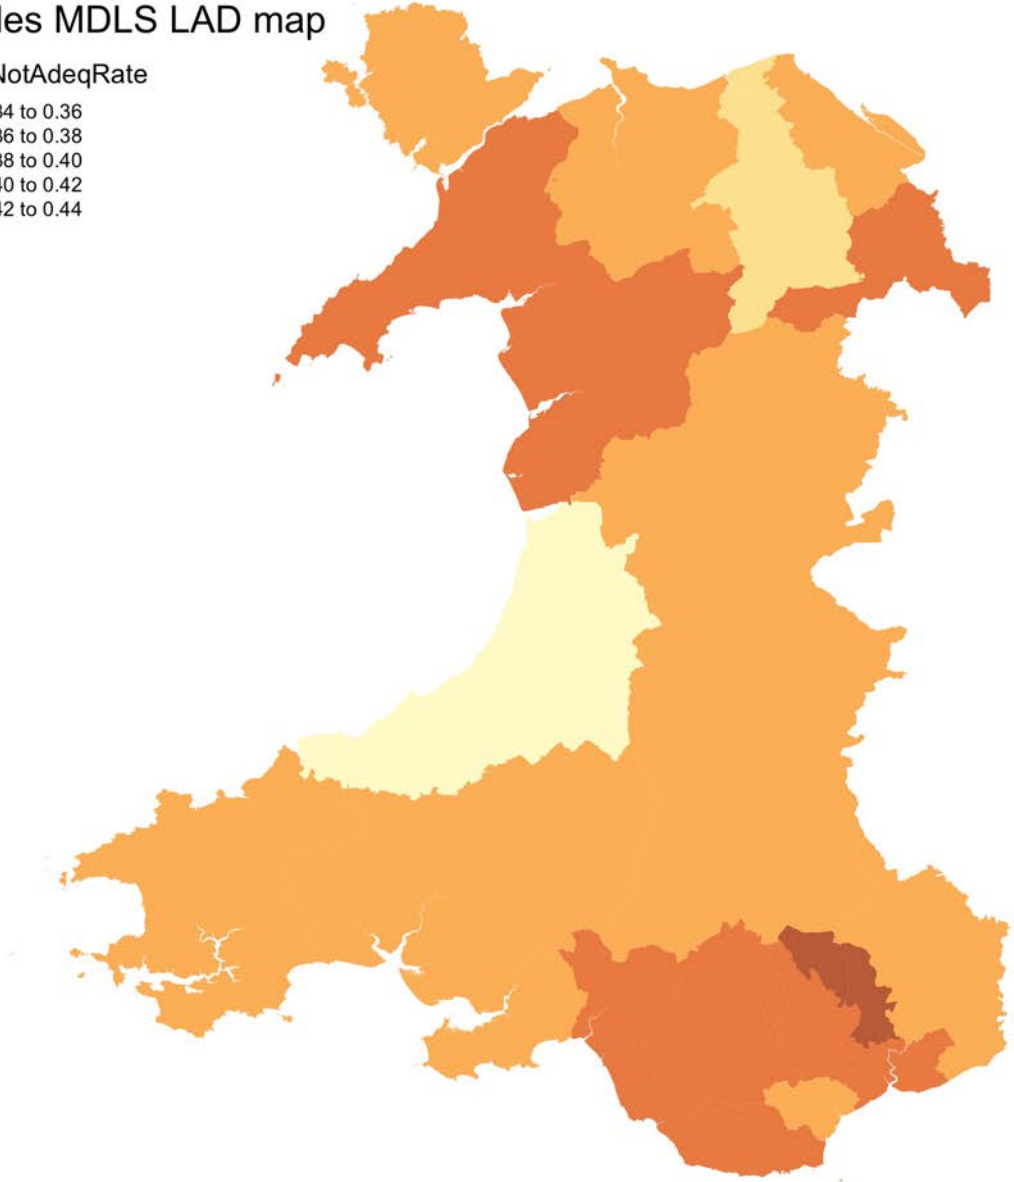 les MDLS LAD map
NotAdeqRate
34 to 0.36
36 to 0.38
38 to 0.40
40 to 0.42
42 to 0.44